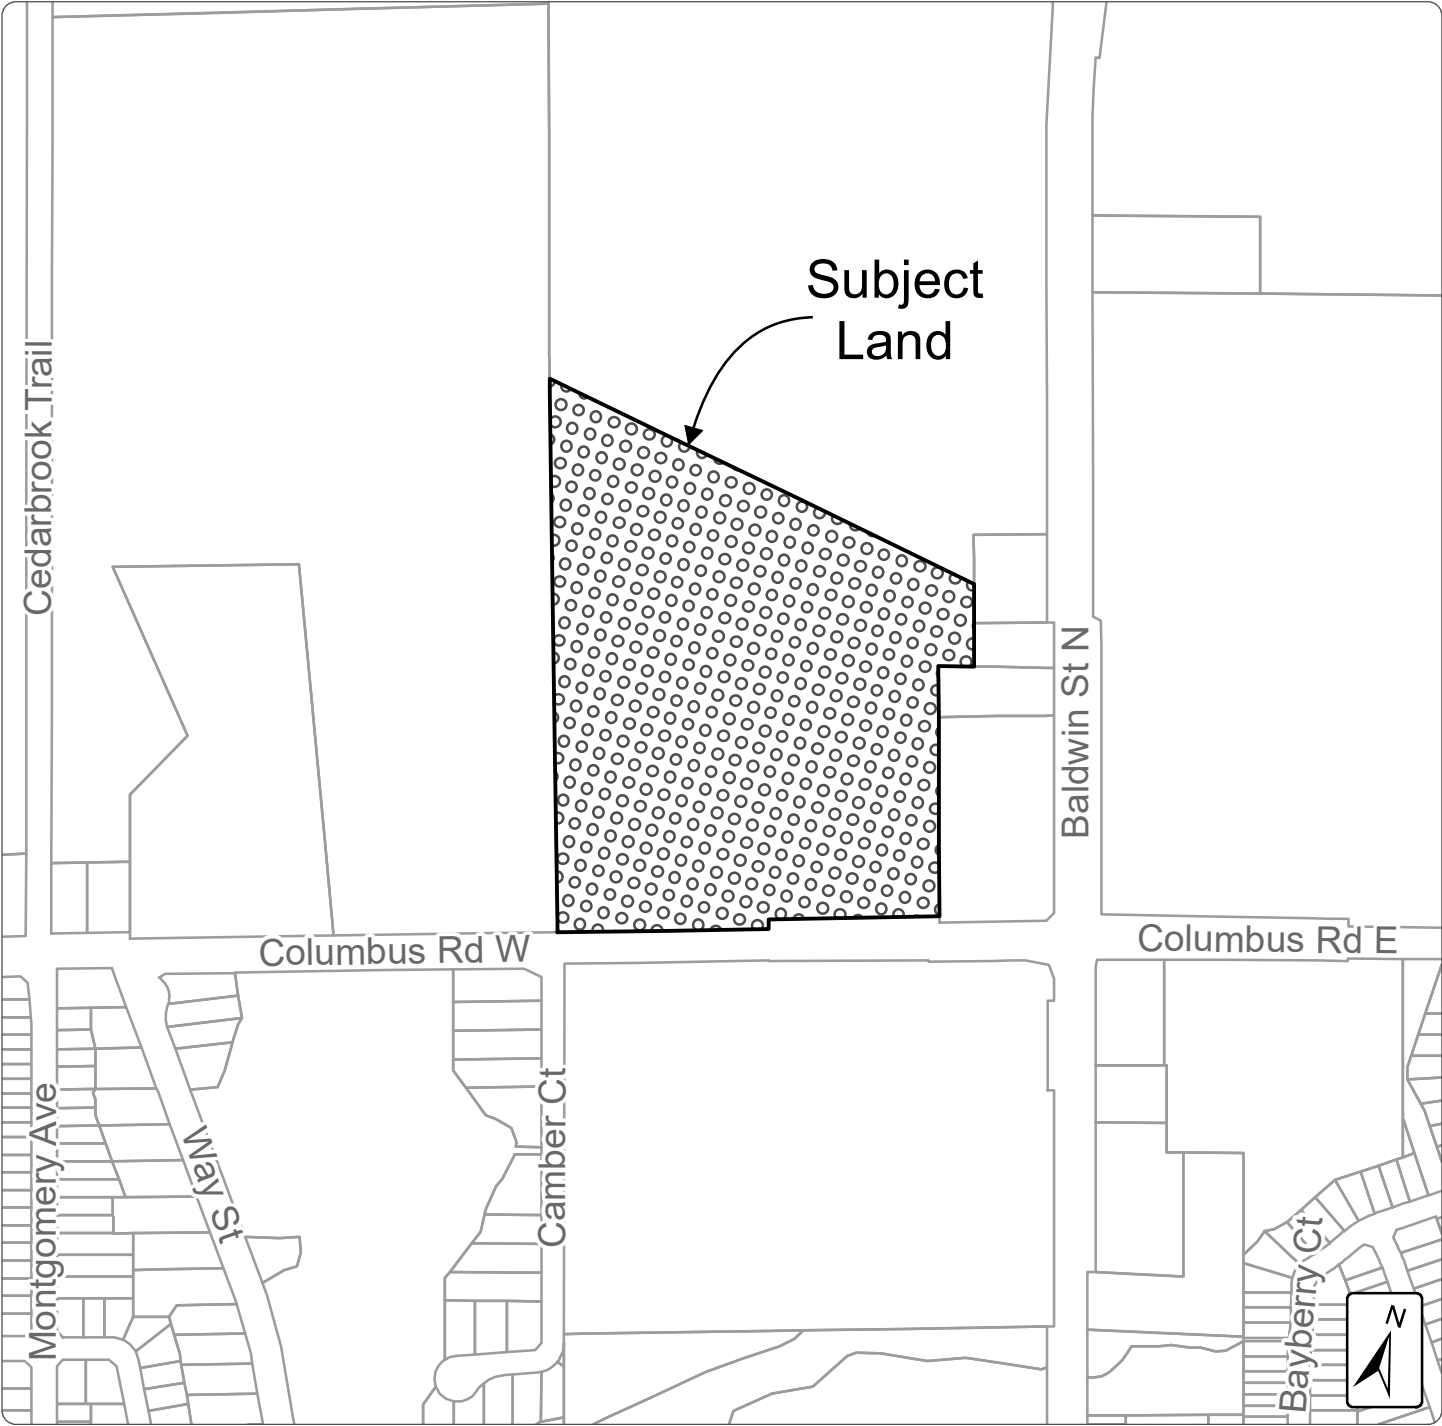 Subject
Land
Cedarbrook Trail
Baldwin St N
Columbus Rd W
Columbus Rd E
Montgomery Ave
Way St
Camber Ct
Bayberry Ct
N